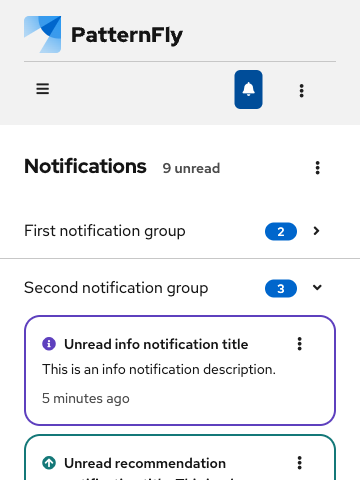 PatternFly
Notifications 9 unread
First notification group 2
Second notification group 3
Unread info notification title
This is an info notification description.
5 minutes ago
Unread recommendation